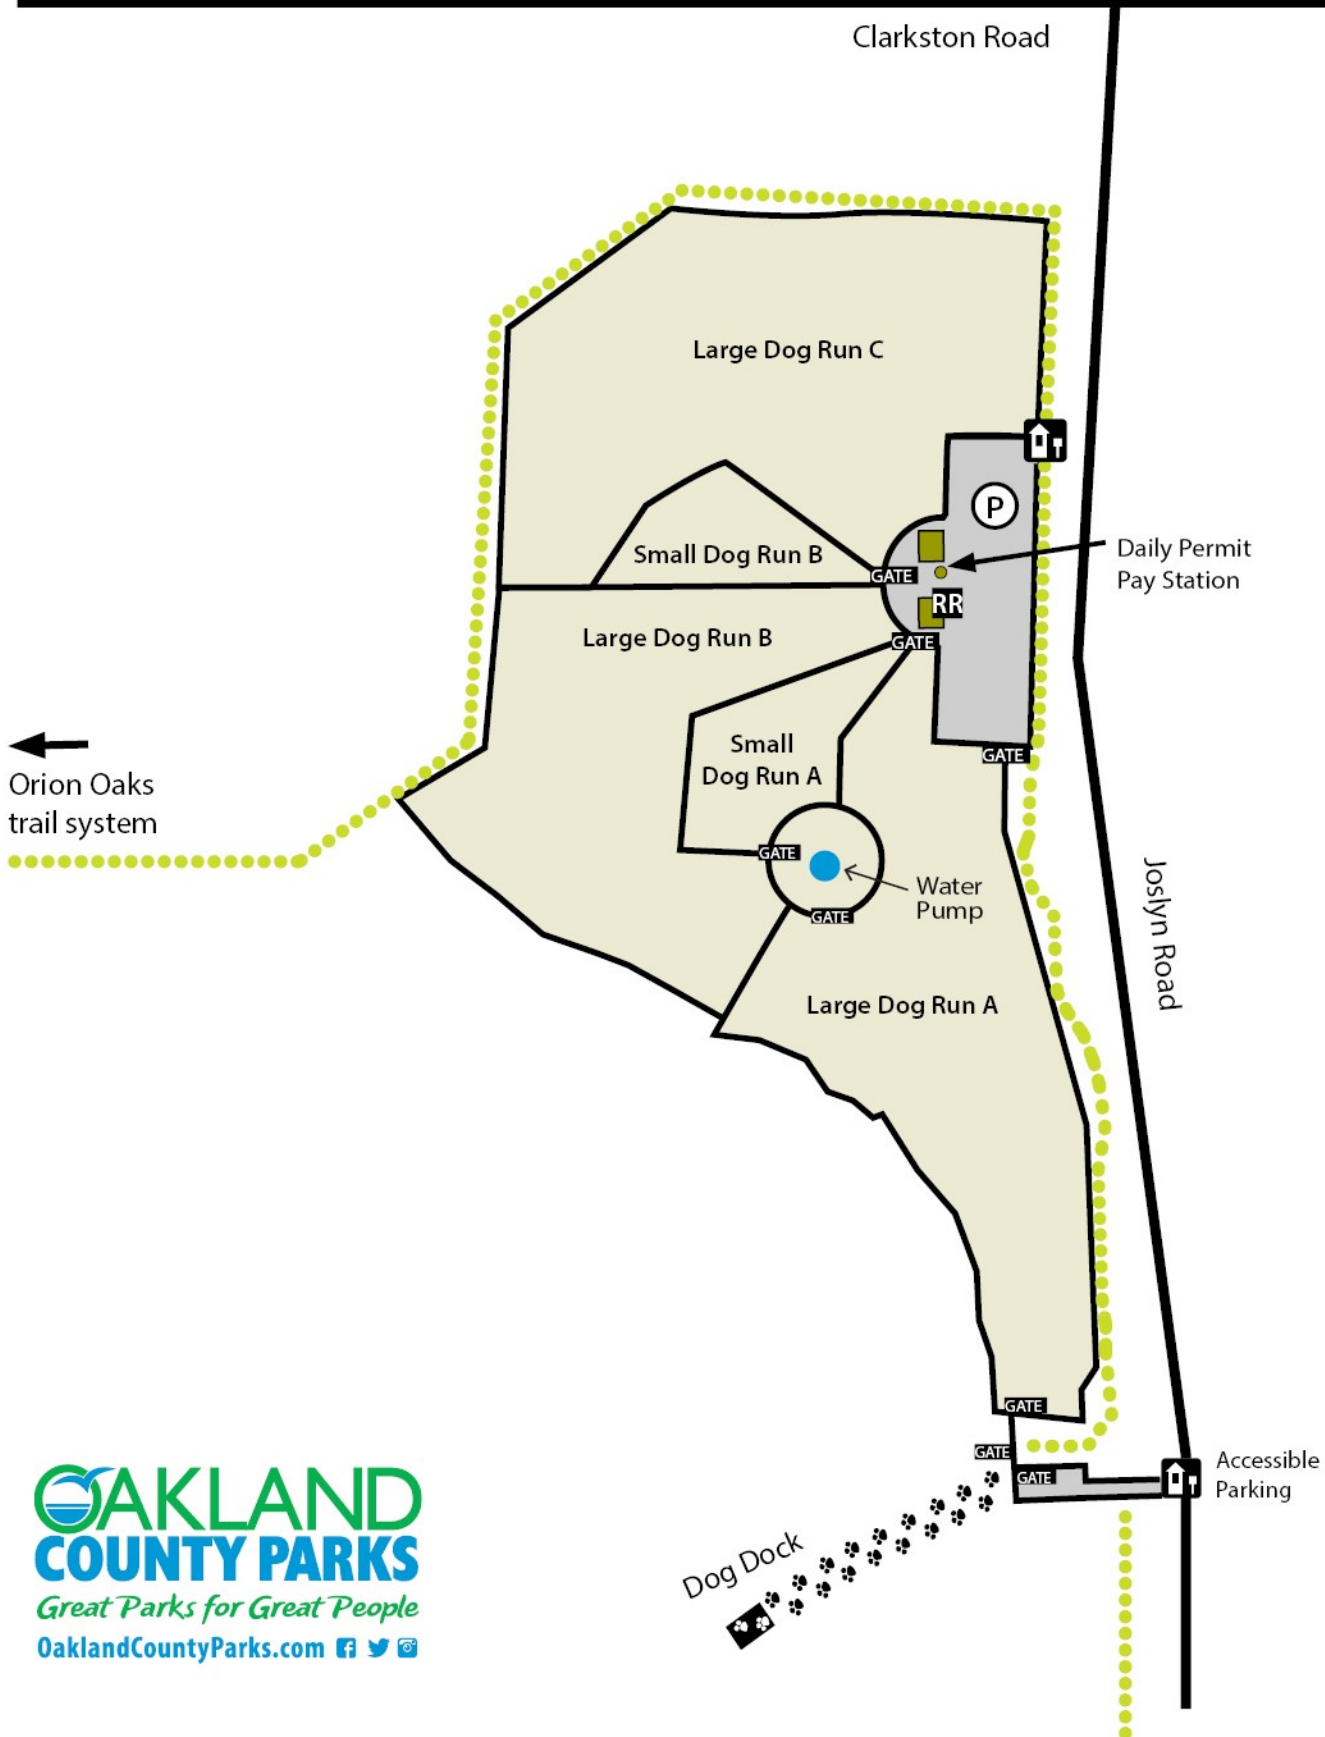 Clarkston Road
Large Dog Run C
P
Small Dog Run B
Daily Permit
Pay Station
GATE
RR
Large Dog Run B
GATE
Small
Dog Run A
GATE
Orion Oaks
trail system
GATE
Water
Pump
GATE
Joslyn Road
Large Dog Run A
GATE
GATE
GATE
Accessible
Parking
Dog Dock
OAKLAND
COUNTY PARKS
Great Parks for Great People
OaklandCountyParks.com